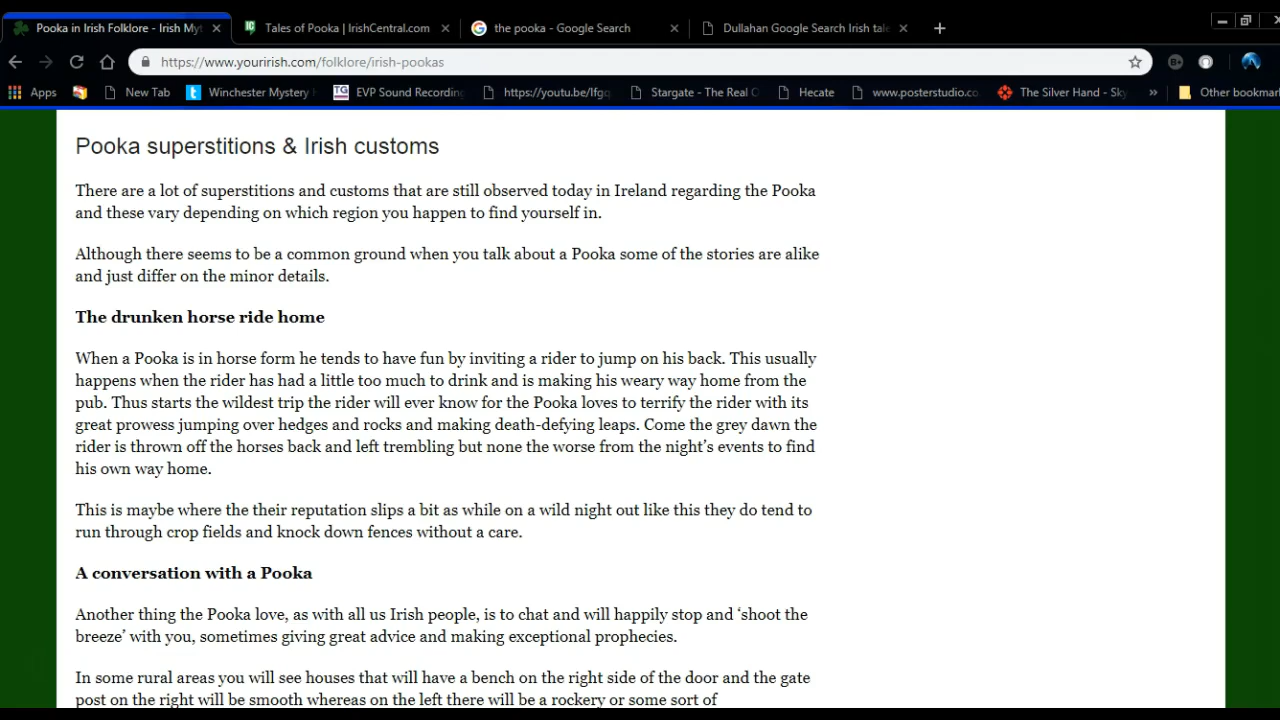 Pooka in Irish Folklore - Irish Myt
Tales of Pooka | IrishCentral.com
the pooka - Google Search
Dullahan Google Search Irish tale
https://www.yourirish.com/folklore/irish-pookas
Apps
New Tab
Winchester Mystery
TG
EVP Sound Recording
https://youtu.be/lfgq
Stargate - The Real O
Hecate
www.posterstudio.co
The Silver Hand - Sky
»
Other bookmar
Pooka superstitions & Irish customs
There are a lot of superstitions and customs that are still observed today in Ireland regarding the Pooka
and these vary depending on which region you happen to find yourself in.
Although there seems to be a common ground when you talk about a Pooka some of the stories are alike
and just differ on the minor details.
The drunken horse ride home
When a Pooka is in horse form he tends to have fun by inviting a rider to jump on his back. This usually
happens when the rider has had a little too much to drink and is making his weary way home from the
pub. Thus starts the wildest trip the rider will ever know for the Pooka loves to terrify the rider with its
great prowess jumping over hedges and rocks and making death-defying leaps. Come the grey dawn the
rider is thrown off the horses back and left trembling but none the worse from the night’s events to find
his own way home.
This is maybe where the their reputation slips a bit as while on a wild night out like this they do tend to
run through crop fields and knock down fences without a care.
A conversation with a Pooka
Another thing the Pooka love, as with all us Irish people, is to chat and will happily stop and ‘shoot the
breeze’ with you, sometimes giving great advice and making exceptional prophecies.
In some rural areas you will see houses that will have a bench on the right side of the door and the gate
post on the right will be smooth whereas on the left there will be a rockery or some sort of